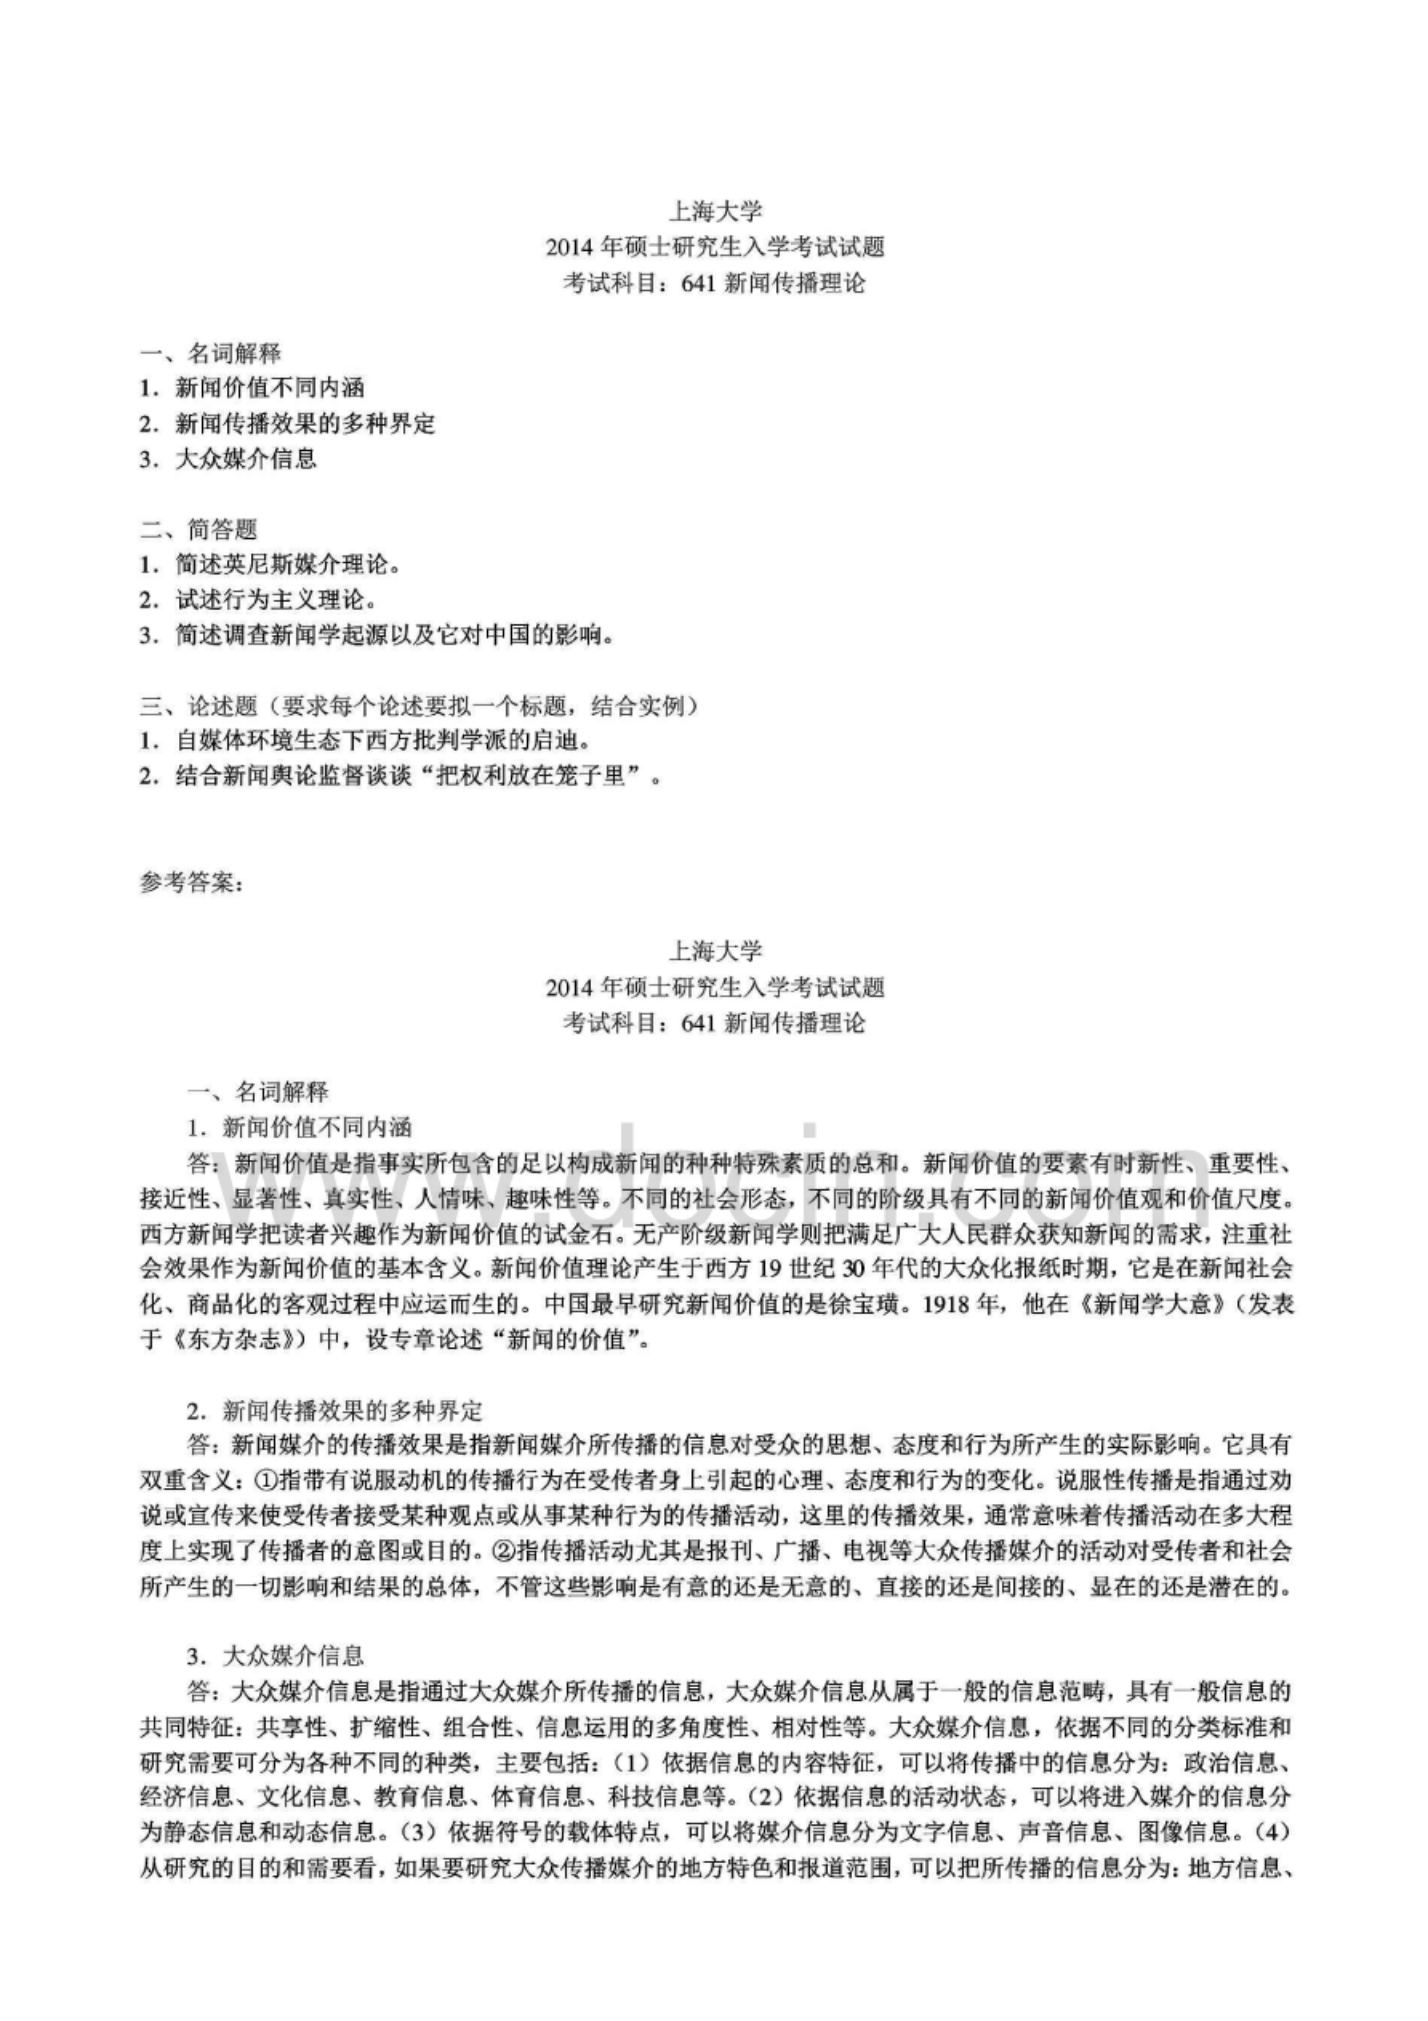 上海大学
2014 年硕士研究生入学考试试题
考试科目：641 新闻传播理论
一、名词解释
1．新闻价值不同内涵
2．新闻传播效果的多种界定
3．大众媒介信息
二、简答题
1．简述英尼斯媒介理论。
2．试述行为主义理论。
3．简述调查新闻学起源以及它对中国的影响。
三、论述题（要求每个论述要拟一个标题，结合实例）
1．自媒体环境生态下西方批判学派的启迪。
2．结合新闻舆论监督谈谈“把权利放在笼子里”。
参考答案：
上海大学
2014 年硕士研究生入学考试试题
考试科目：641 新闻传播理论
一、名词解释
1．新闻价值不同内涵
答：新闻价值是指事实所包含的足以构成新闻的种种特殊素质的总和。新闻价值的要素有时新性、重要性、
接近性、显著性、真实性、人情味、趣味性等。不同的社会形态，不同的阶级具有不同的新闻价值观和价值尺度。
西方新闻学把读者兴趣作为新闻价值的试金石。无产阶级新闻学则把满足广大人民群众获知新闻的需求，注重社
会效果作为新闻价值的基本含义。新闻价值理论产生于西方 19 世纪 30 年代的大众化报纸时期，它是在新闻社会
化、商品化的客观过程中应运而生的。中国最早研究新闻价值的是徐宝璜。1918 年，他在《新闻学大意》（发表
于《东方杂志》）中，设专章论述“新闻的价值”。
www.docin.com
2．新闻传播效果的多种界定
答：新闻媒介的传播效果是指新闻媒介所传播的信息对受众的思想、态度和行为所产生的实际影响。它具有
双重含义：①指带有说服动机的传播行为在受传者身上引起的心理、态度和行为的变化。说服性传播是指通过劝
说或宣传来使受传者接受某种观点或从事某种行为的传播活动，这里的传播效果，通常意味着传播活动在多大程
度上实现了传播者的意图或目的。②指传播活动尤其是报刊、广播、电视等大众传播媒介的活动对受传者和社会
所产生的一切影响和结果的总体，不管这些影响是有意的还是无意的、直接的还是间接的、显在的还是潜在的。
3．大众媒介信息
答：大众媒介信息是指通过大众媒介所传播的信息，大众媒介信息从属于一般的信息范畴，具有一般信息的
共同特征：共享性、扩缩性、组合性、信息运用的多角度性、相对性等。大众媒介信息，依据不同的分类标准和
研究需要可分为各种不同的种类，主要包括：（1）依据信息的内容特征，可以将传播中的信息分为：政治信息、
经济信息、文化信息、教育信息、体育信息、科技信息等。（2）依据信息的活动状态，可以将进入媒介的信息分
为静态信息和动态信息。（3）依据符号的载体特点，可以将媒介信息分为文字信息、声音信息、图像信息。（4）
从研究的目的和需要看，如果要研究大众传播媒介的地方特色和报道范围，可以把所传播的信息分为：地方信息、